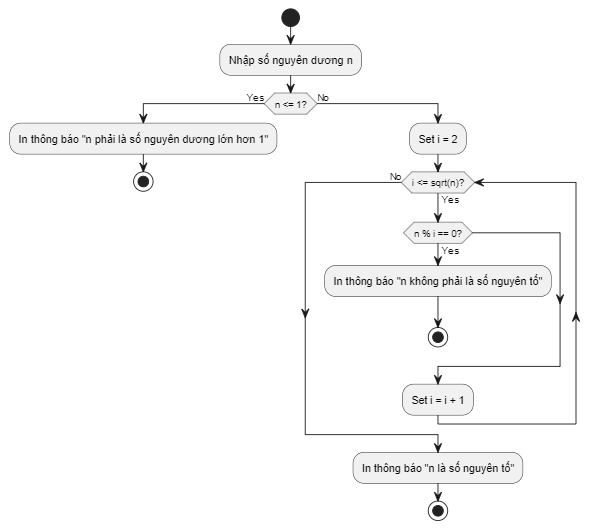 Nhập số nguyên dương n
Yes
n <= 1?
No
In thông báo "n phải là số nguyên dương lớn hơn 1"
Set i = 2
No
i <= sqrt(n)?
Yes
n % i == 0?
Yes
In thông báo "n không phải là số nguyên tố"
Set i = i + 1
In thông báo "n là số nguyên tố"